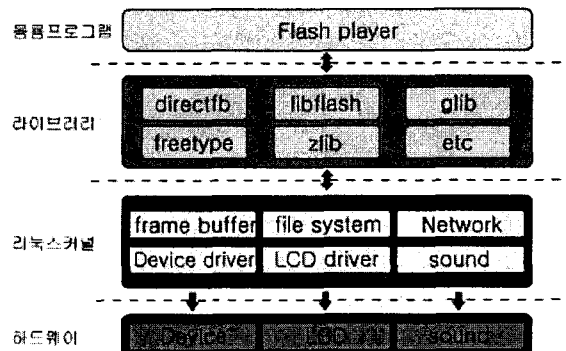 응용프로그램
Flash player
라이브러리
directfb libflash glib
freetype zlib etc
리눅스커널
frame buffer file system Network
Device driver LCD driver sound
하드웨어
Device sound